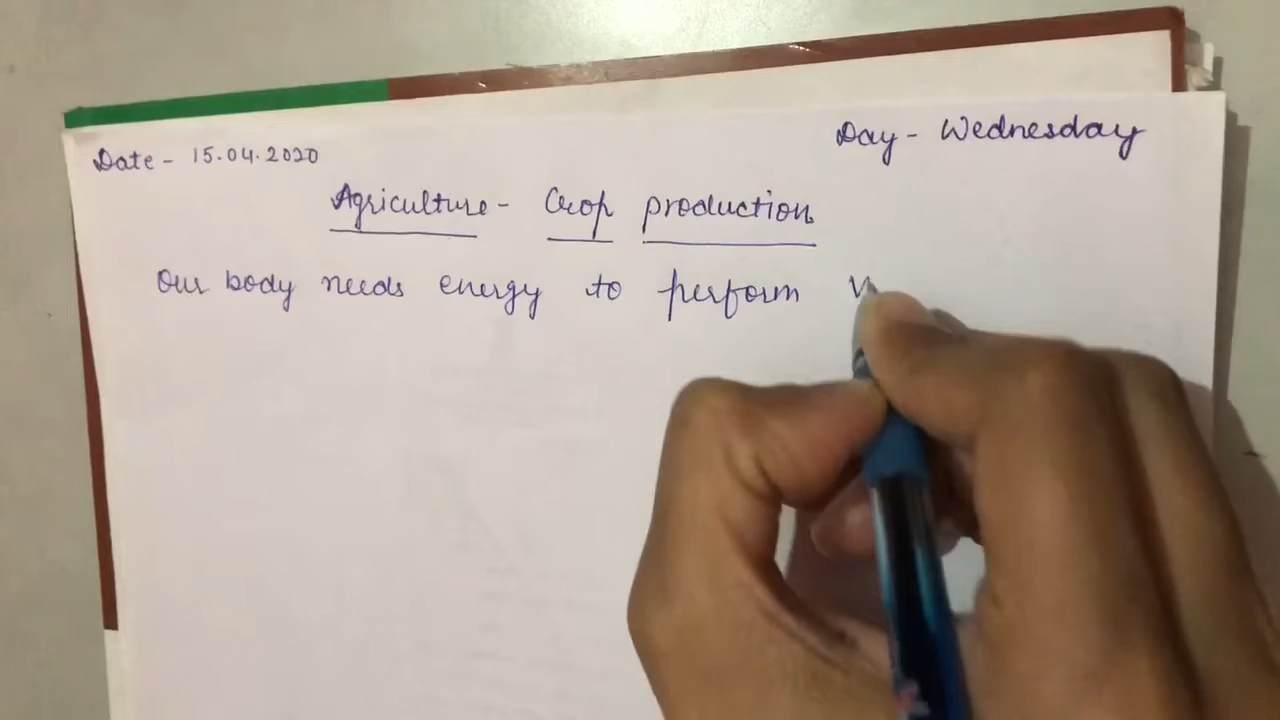 Date - 15.04.2020
Day - Wednesday
Agriculture - Crop production
Our body needs energy to perform